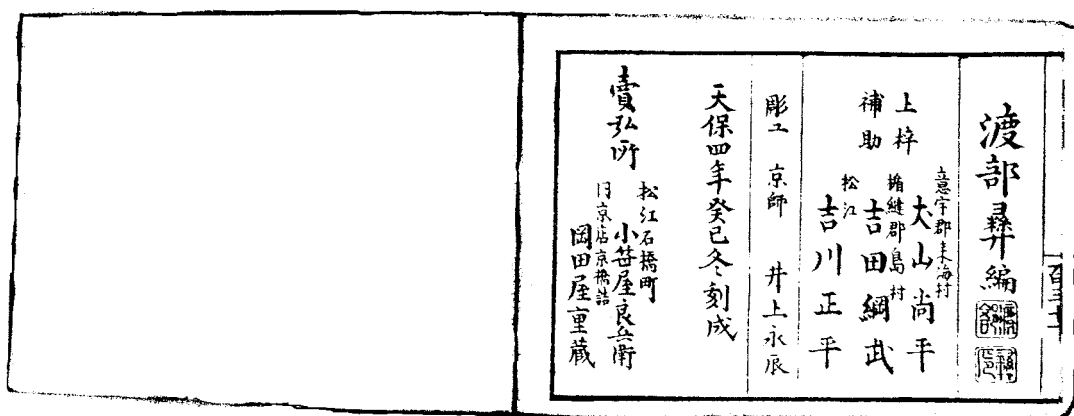 渡部彝編
上梓
補助
意宇郡来海村
大山尚平
楯縫郡島村
吉田綱武
松江
吉川正平
彫工 京師 井上永辰
天保四年癸巳冬刻成
賣弘所
松江石橋町
小笹屋良兵衛
同京店京橋詰
岡田屋重蔵